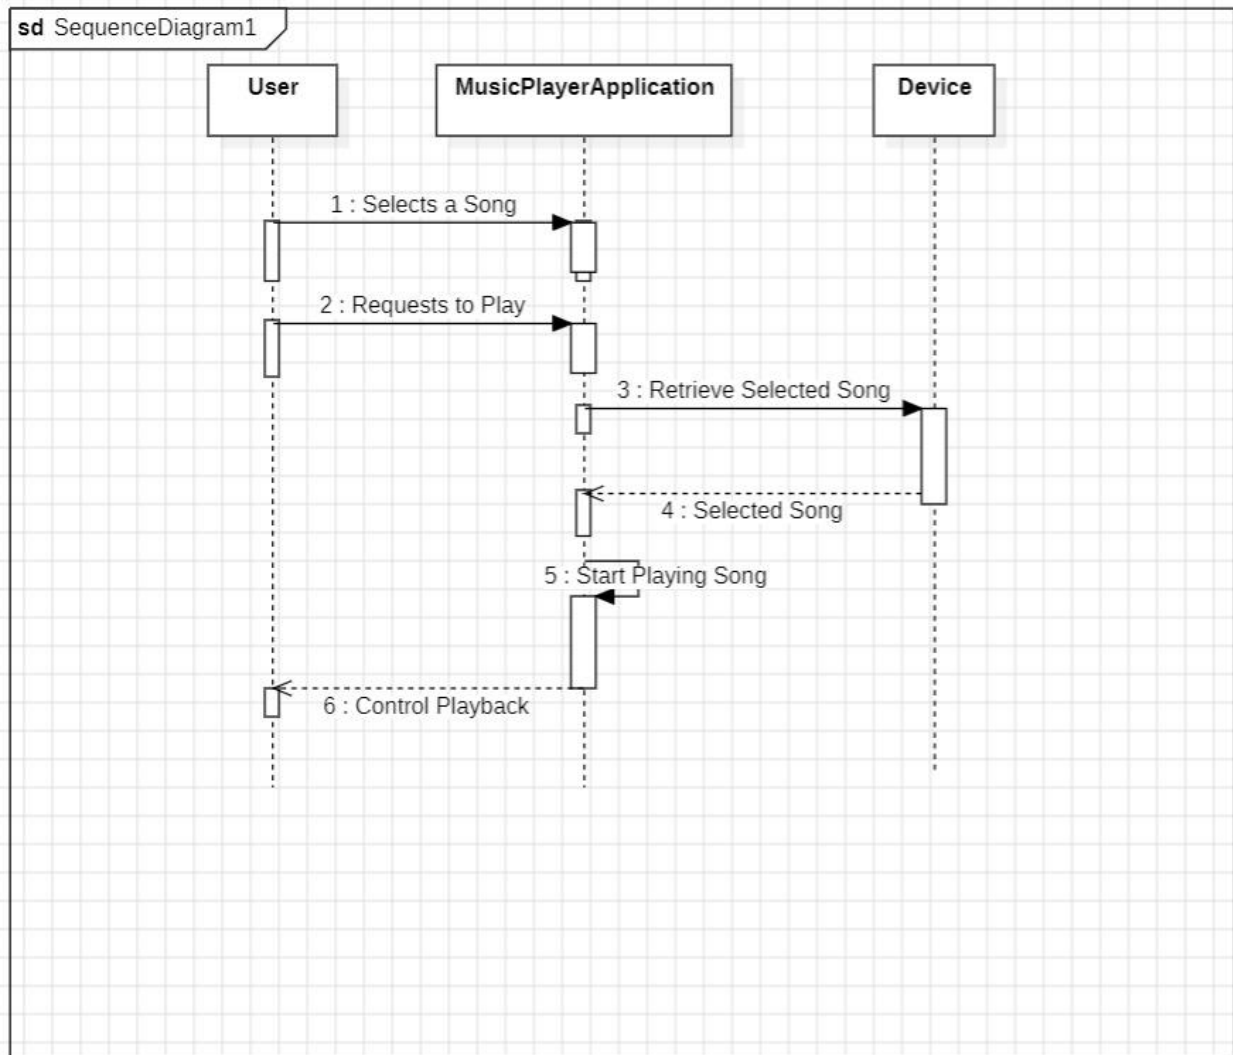 sd SequenceDiagram1
User
MusicPlayerApplication
Device
1 : Selects a Song
2 : Requests to Play
3 : Retrieve Selected Song
4 : Selected Song
5 : Start Playing Song
6 : Control Playback